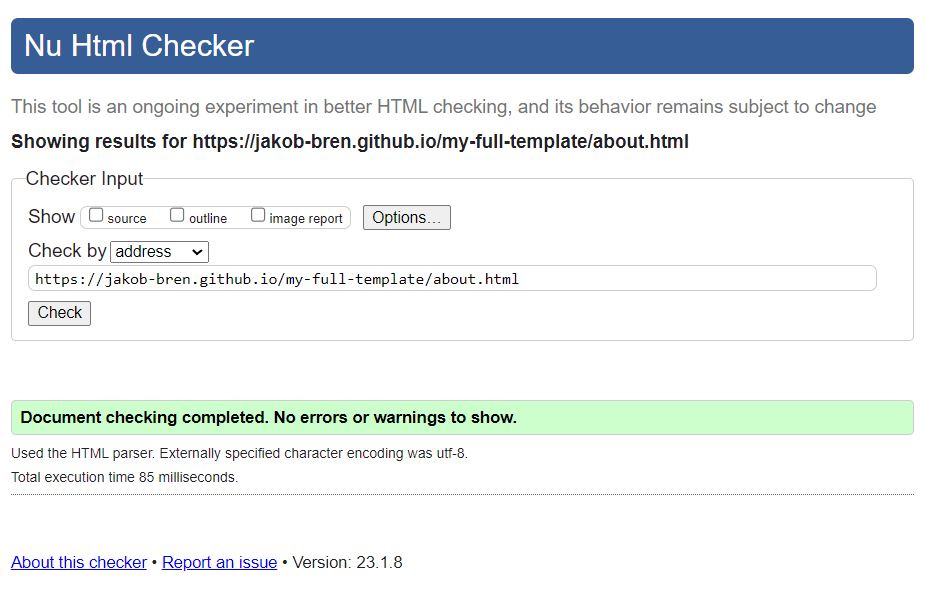 Nu Html Checker
This tool is an ongoing experiment in better HTML checking, and its behavior remains subject to change
Showing results for https://jakob-bren.github.io/my-full-template/about.html
Checker Input
Show source outline image report Options...
Check by address
https://jakob-bren.github.io/my-full-template/about.html
Check
Document checking completed. No errors or warnings to show.
Used the HTML parser. Externally specified character encoding was utf-8.
Total execution time 85 milliseconds.
About this checker • Report an issue • Version: 23.1.8